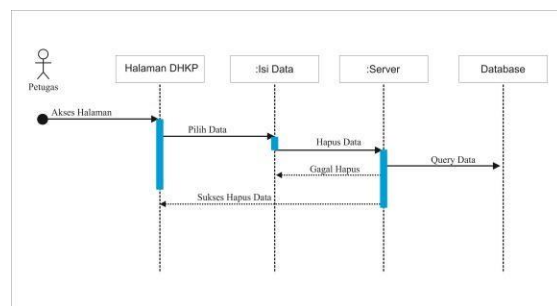 Halaman DHKP
:Isi Data
:Server
Database
Petugas
Akses Halaman
Pilih Data
Hapus Data
Query Data
Gagal Hapus
Sukses Hapus Data